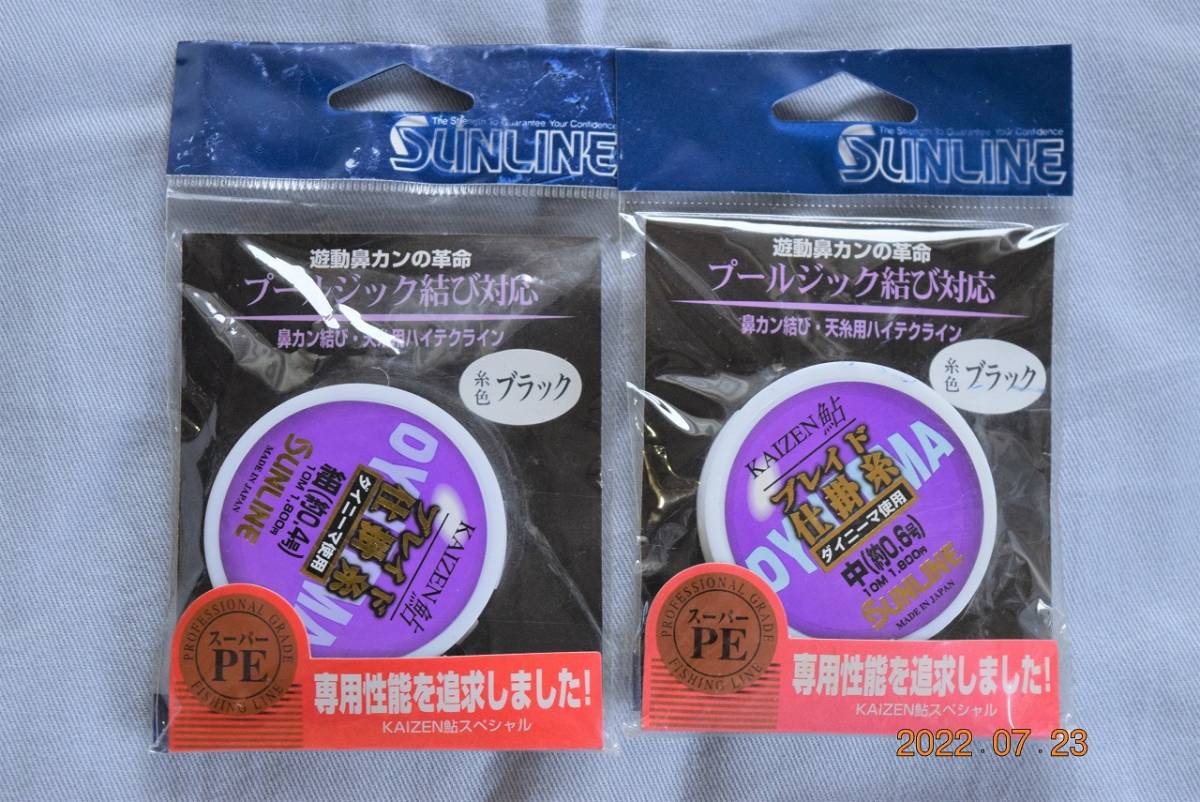 The Strength To Guarantee Your Confidence
SUNLINE
遊動鼻カンの革命
プールジック結び対応
鼻カン結び・天糸用ハイテクライン
糸色 ブラック
KAIZEN鮎
ブレイド
仕掛糸
ダイニーマ使用
細(約0.4号)
10M 1,800円
SUNLINE
MADE IN JAPAN
PROFESSIONAL GRADE
スーパー
PE
FISHING LINE
専用性能を追求しました!
KAIZEN鮎スペシャル
The Strength To Guarantee Your Confidence
SUNLINE
遊動鼻カンの革命
プールジック結び対応
鼻カン結び・天糸用ハイテクライン
糸色 ブラック
KAIZEN鮎
ブレイド
仕掛糸
ダイニーマ使用
中(約0.6号)
10M 1,800円
SUNLINE
MADE IN JAPAN
PROFESSIONAL GRADE
スーパー
PE
FISHING LINE
専用性能を追求しました!
KAIZEN鮎スペシャル
2022.07.23